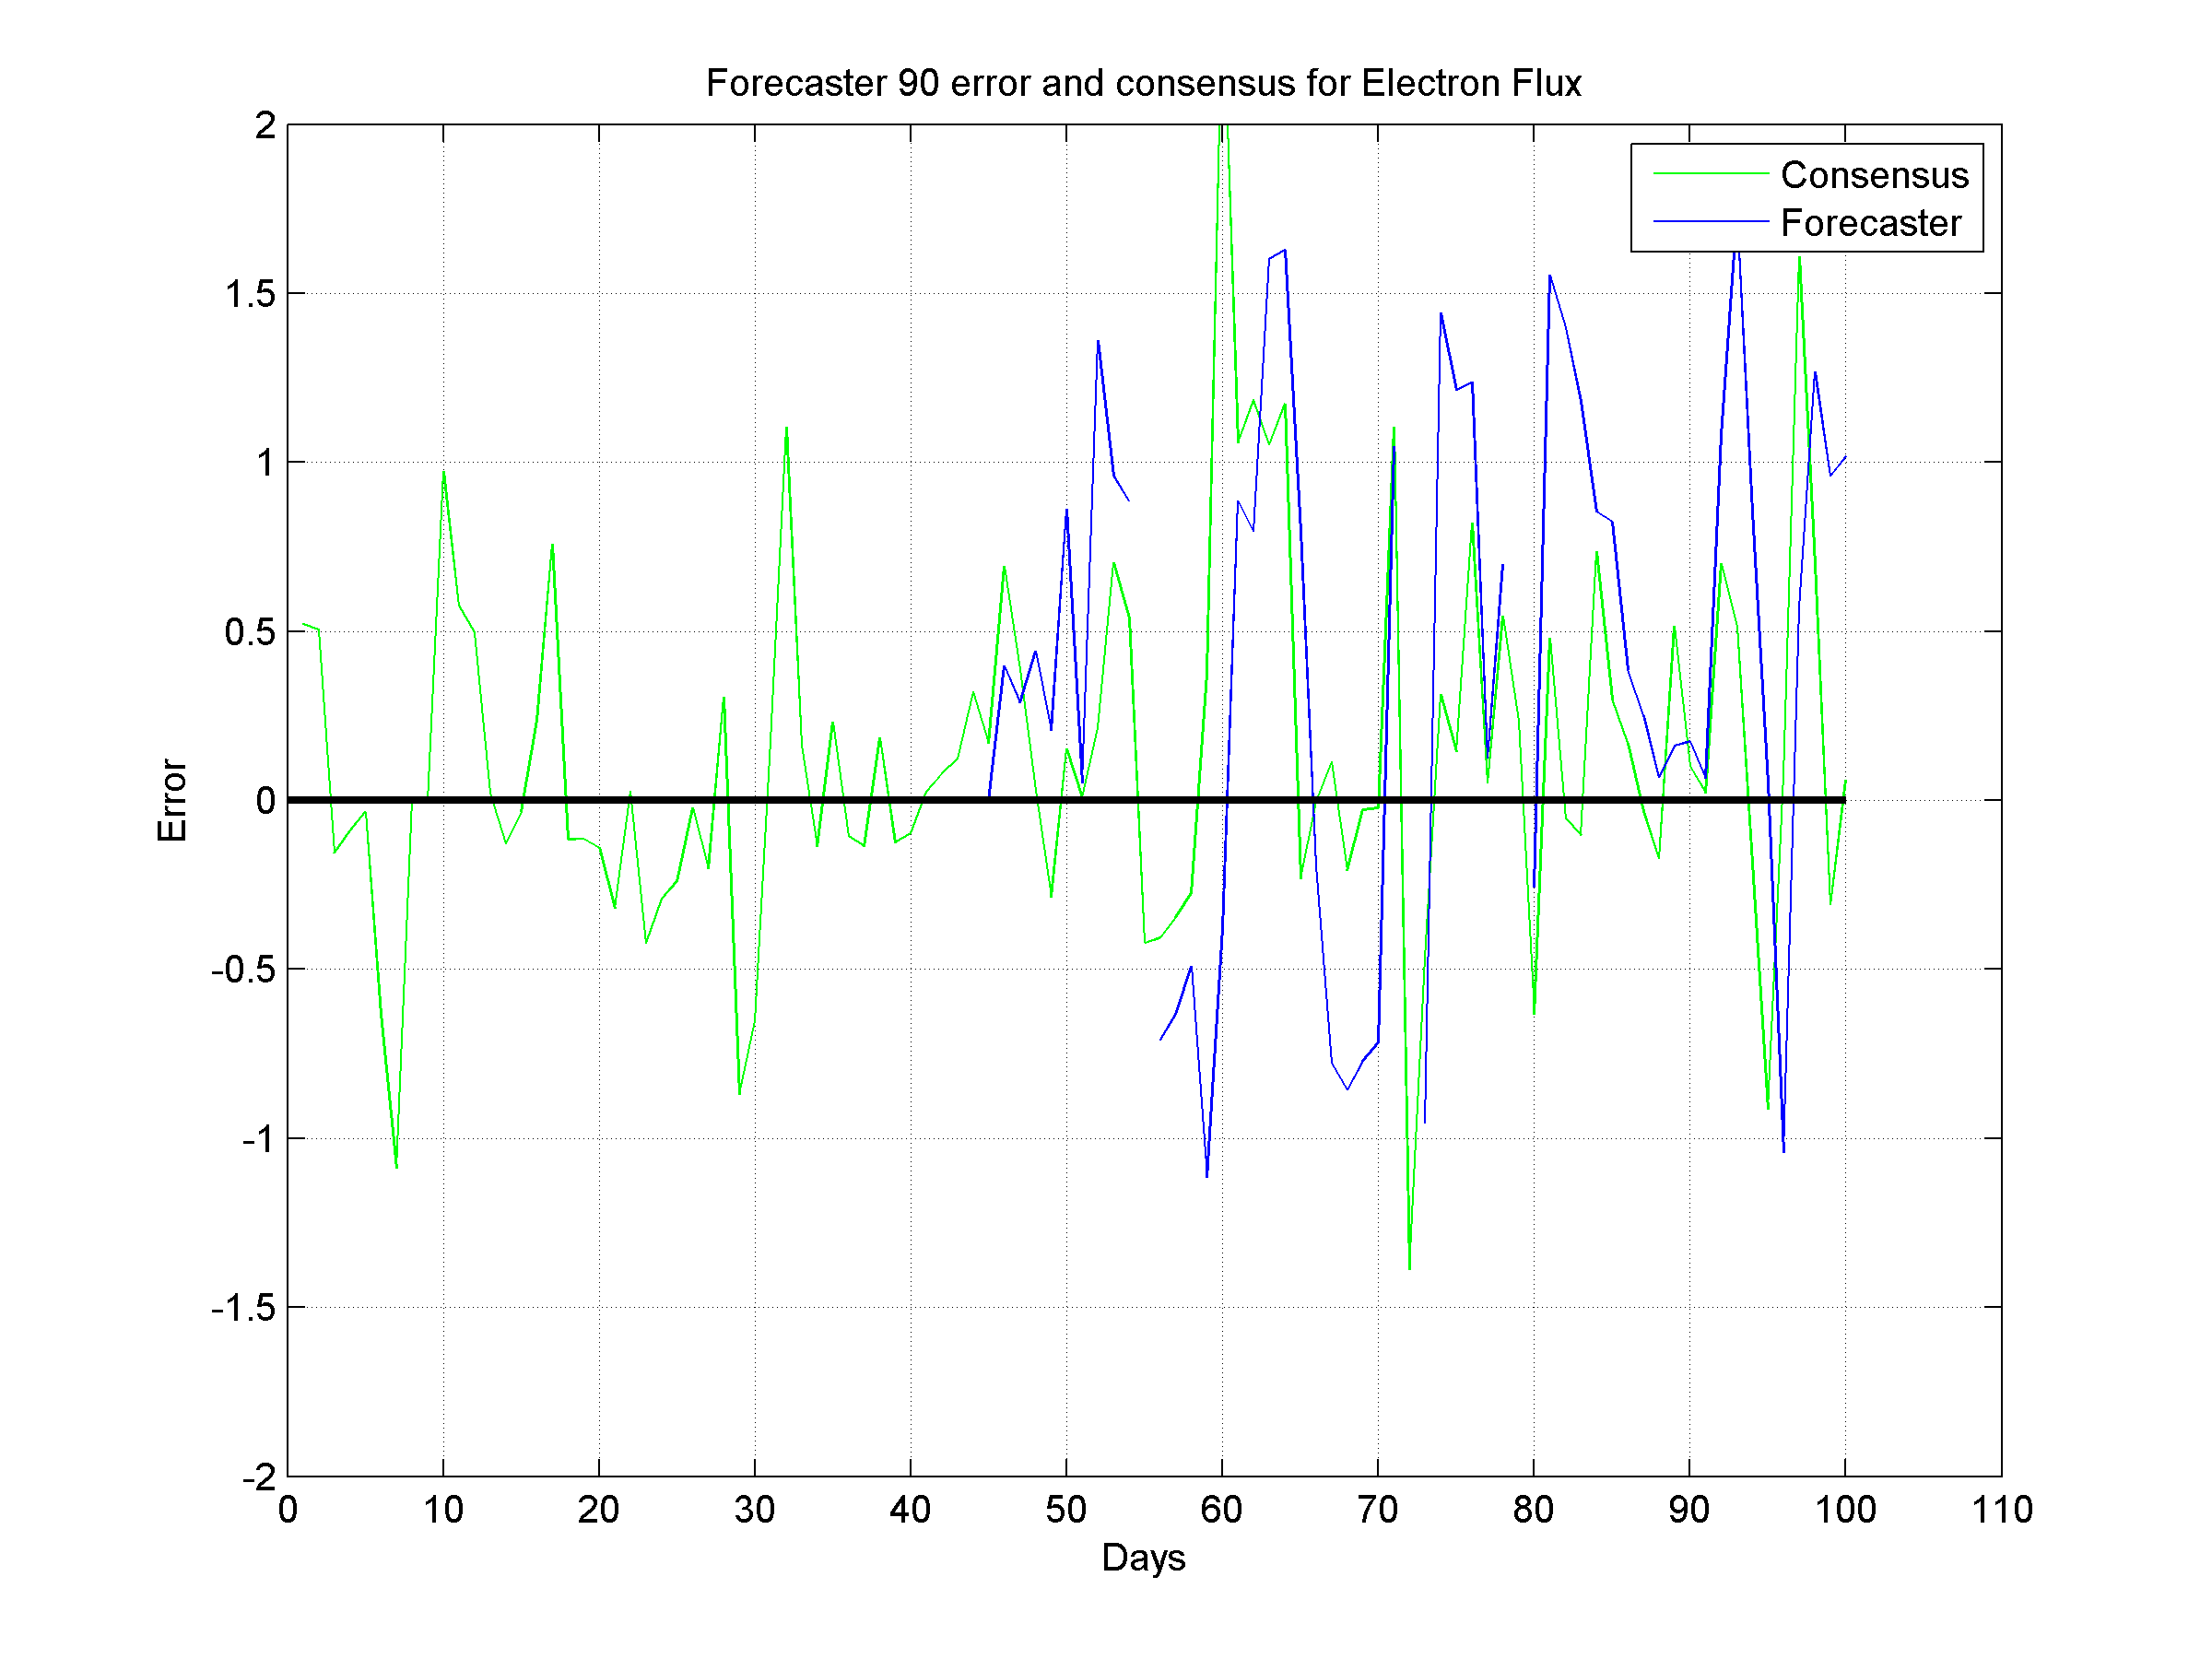 Forecaster 90 error and consensus for Electron Flux
Consensus
Forecaster
2
1.5
1
0.5
0
-0.5
-1
-1.5
-2
Error
0 10 20 30 40 50 60 70 80 90 100 110
Days